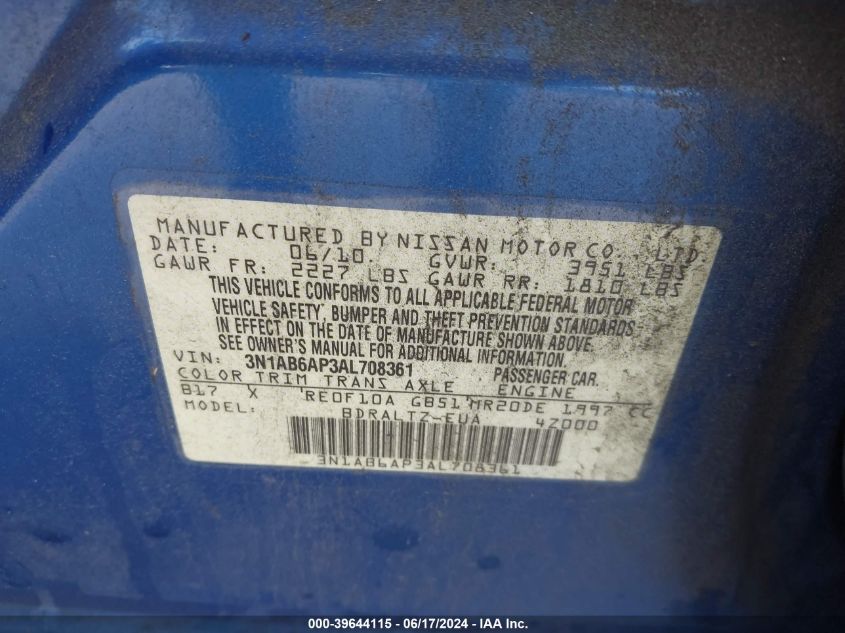 MANUFACTURED BY NISSAN MOTOR CO., LTD.
DATE: 06/10. GVWR: 3951 LBS
GAWR FR: 2227 LBS GAWR RR: 1810 LBS
THIS VEHICLE CONFORMS TO ALL APPLICABLE FEDERAL MOTOR
VEHICLE SAFETY, BUMPER AND THEFT PREVENTION STANDARDS
IN EFFECT ON THE DATE OF MANUFACTURE SHOWN ABOVE.
SEE OWNER'S MANUAL FOR FURTHER INFORMATION.
VIN: 3N1AB6AP3AL708361 PASSENGER CAR.
COLOR TRIM TRANS AXLE ENGINE
B17 X RE0F10A GB51 MR20DE 1997 CC
MODEL: BDRALTZ-EUA 4Z000
3N1AB6AP3AL708361
000-39644115 - 06/17/2024 - IAA Inc.